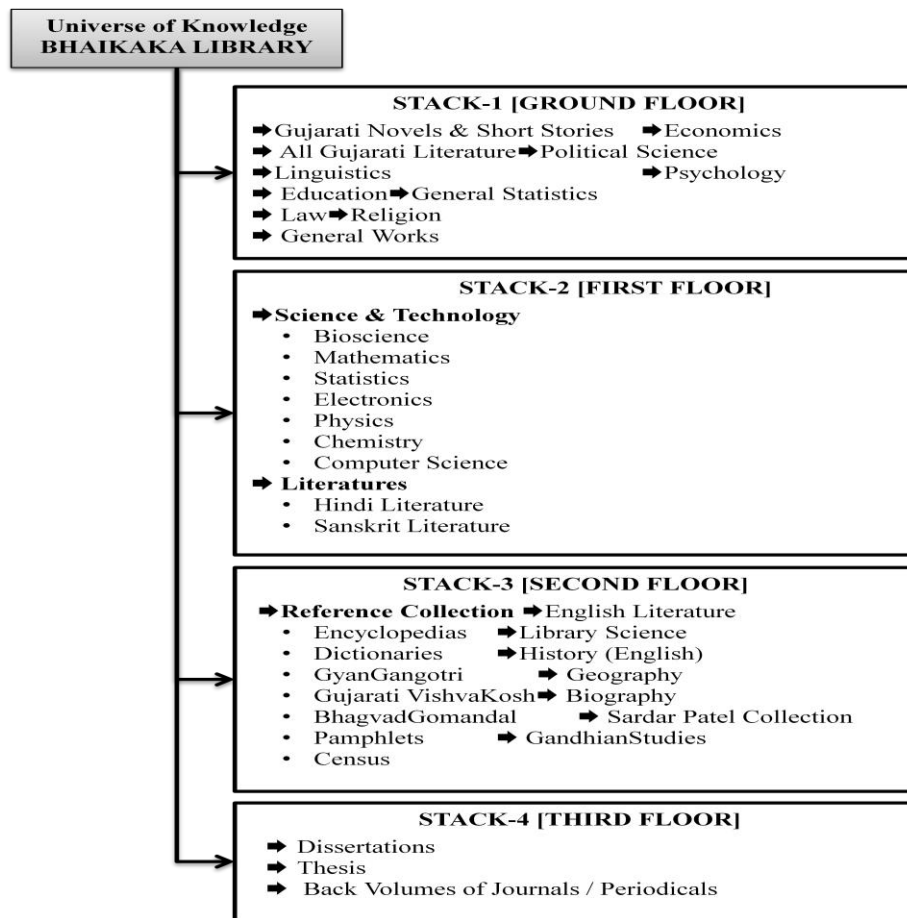 Universe of Knowledge
BHAIKAKA LIBRARY
STACK-1 [GROUND FLOOR]
➡Gujarati Novels & Short Stories ➡Economics
➡ All Gujarati Literature➡Political Science
➡Linguistics ➡Psychology
➡ Education➡General Statistics
➡ Law➡Religion
➡ General Works
STACK-2 [FIRST FLOOR]
➡Science & Technology
• Bioscience
• Mathematics
• Statistics
• Electronics
• Physics
• Chemistry
• Computer Science
➡ Literatures
• Hindi Literature
• Sanskrit Literature
STACK-3 [SECOND FLOOR]
➡Reference Collection ➡English Literature
• Encyclopedias ➡Library Science
• Dictionaries ➡History (English)
• GyanGangotri ➡ Geography
• Gujarati VishvaKosh➡ Biography
• BhagvadGomandal ➡ Sardar Patel Collection
• Pamphlets ➡ GandhianStudies
• Census
STACK-4 [THIRD FLOOR]
➡ Dissertations
➡ Thesis
➡ Back Volumes of Journals / Periodicals